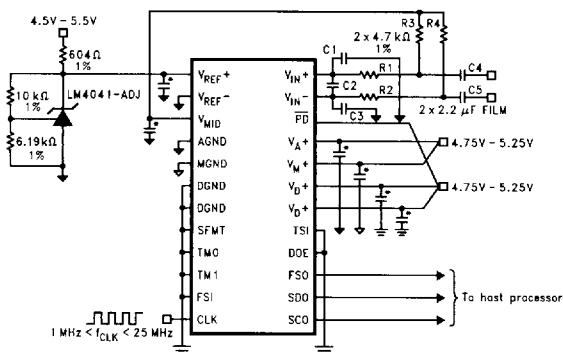 4.5V - 5.5V
604Ω
1%
10kΩ
1%
LM4041-ADJ
6.19kΩ
1%
VREF+
VREF-
VMID
AGND
MGND
DGND
DGND
SFMT
TM0
TM1
FSI
CLK
1 MHz < fCLK < 25 MHz
VIN+
VIN-
PD
VA+
VM+
VD+
VD+
TSI
DOE
FSO
SDO
SCO
R3
R4
2 x 4.7 kΩ
1%
C1
R1
C4
C2
R2
C5
C3
2 x 2.2 µF FILM
4.75V - 5.25V
4.75V - 5.25V
To host processor
*
*
*
*
*
*